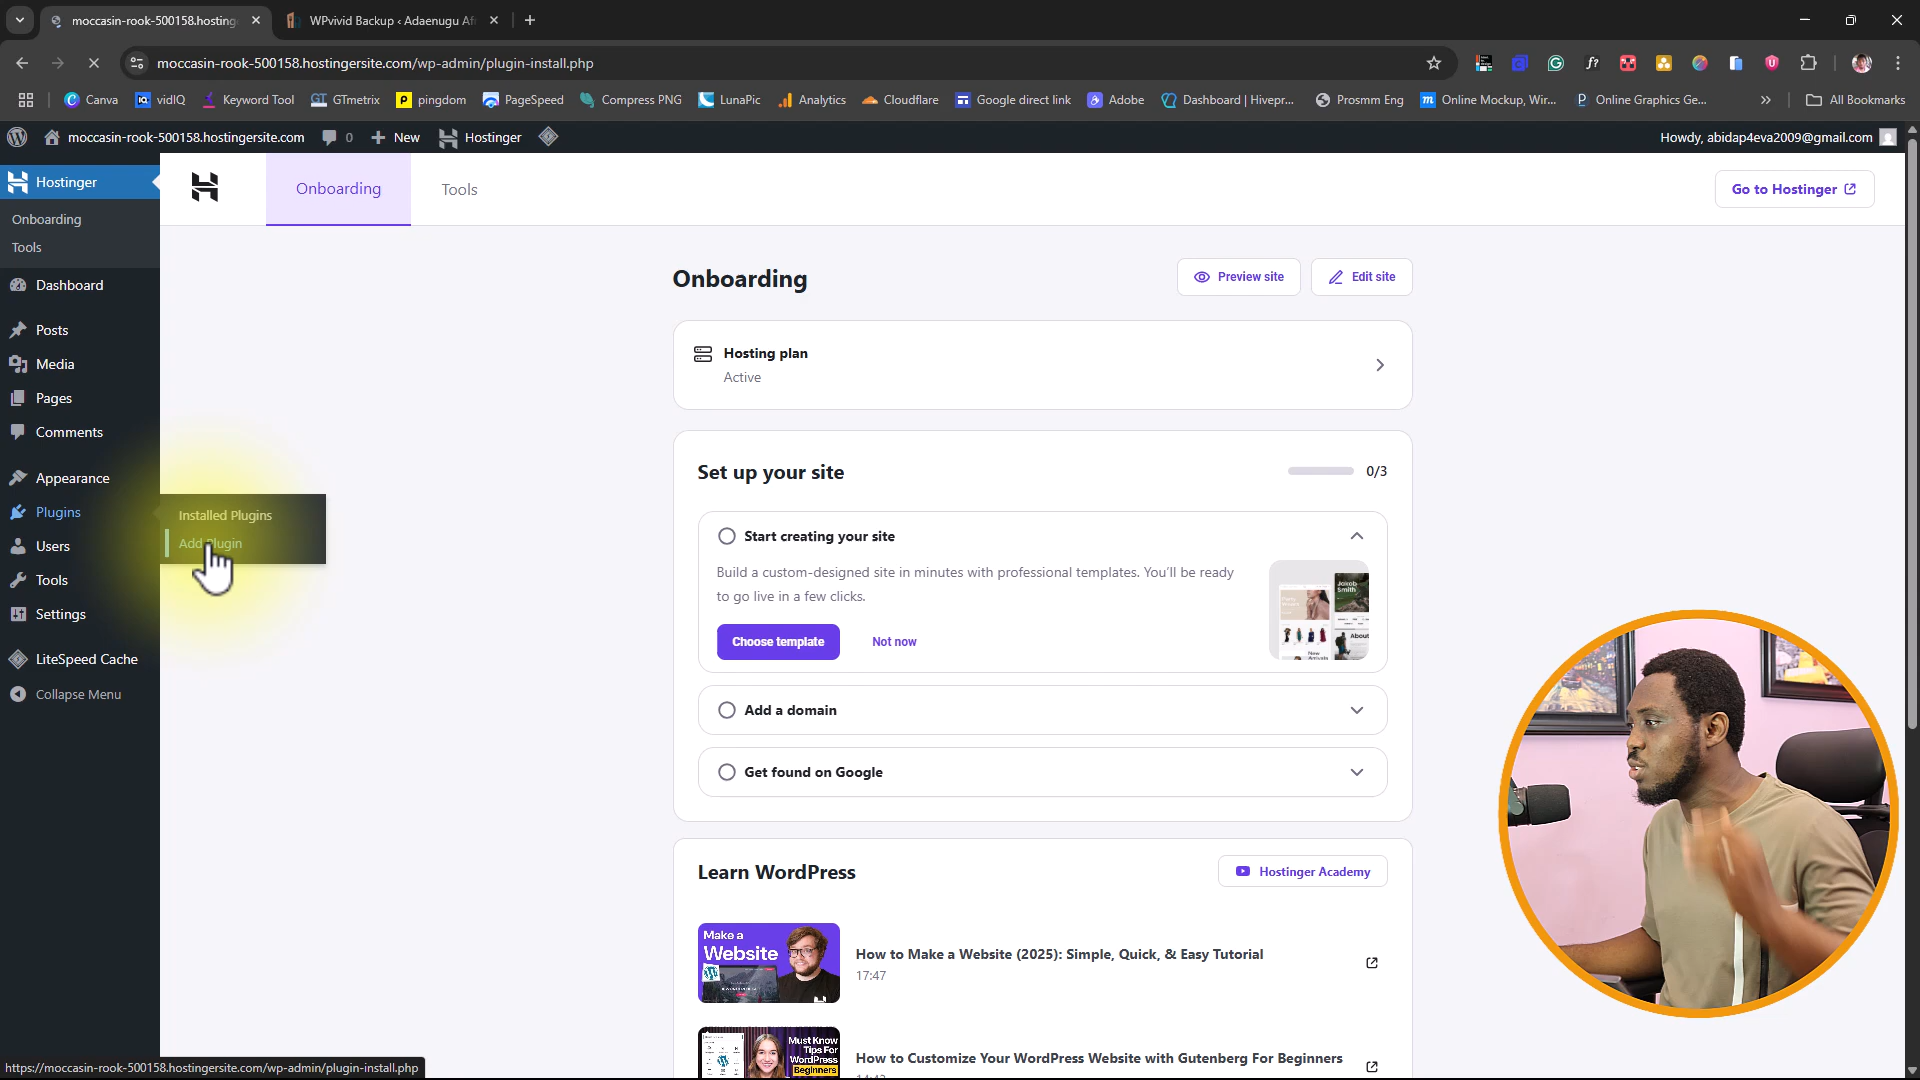 moccasin-rook-500158.hosting
WPvivid Backup ‹ Adaenugu Af
moccasin-rook-500158.hostingersite.com/wp-admin/plugin-install.php
Canva
vidIQ
Keyword Tool
GTmetrix
pingdom
PageSpeed
Compress PNG
LunaPic
Analytics
Cloudflare
Google direct link
Adobe
Dashboard | Hivepr...
Prosmm Eng
Online Mockup, Wir...
Online Graphics Ge...
All Bookmarks
moccasin-rook-500158.hostingersite.com
0
New
Hostinger
Howdy, abidap4eva2009@gmail.com
Hostinger
Onboarding
Tools
Dashboard
Posts
Media
Pages
Comments
Appearance
Plugins
Installed Plugins
Add Plugin
Users
Tools
Settings
LiteSpeed Cache
Collapse Menu
Onboarding
Tools
Go to Hostinger
Onboarding
Preview site
Edit site
Hosting plan
Active
Set up your site
0/3
Start creating your site
Build a custom-designed site in minutes with professional templates. You'll be ready
to go live in a few clicks.
Choose template
Not now
Jakob
Smith
About
New
Arrivals
Add a domain
Get found on Google
Learn WordPress
Hostinger Academy
Make a
Website
How to Make a Website (2025): Simple, Quick, & Easy Tutorial
17:47
Must Know
Tips For
WordPress
Beginners
How to Customize Your WordPress Website with Gutenberg For Beginners
https://moccasin-rook-500158.hostingersite.com/wp-admin/plugin-install.php